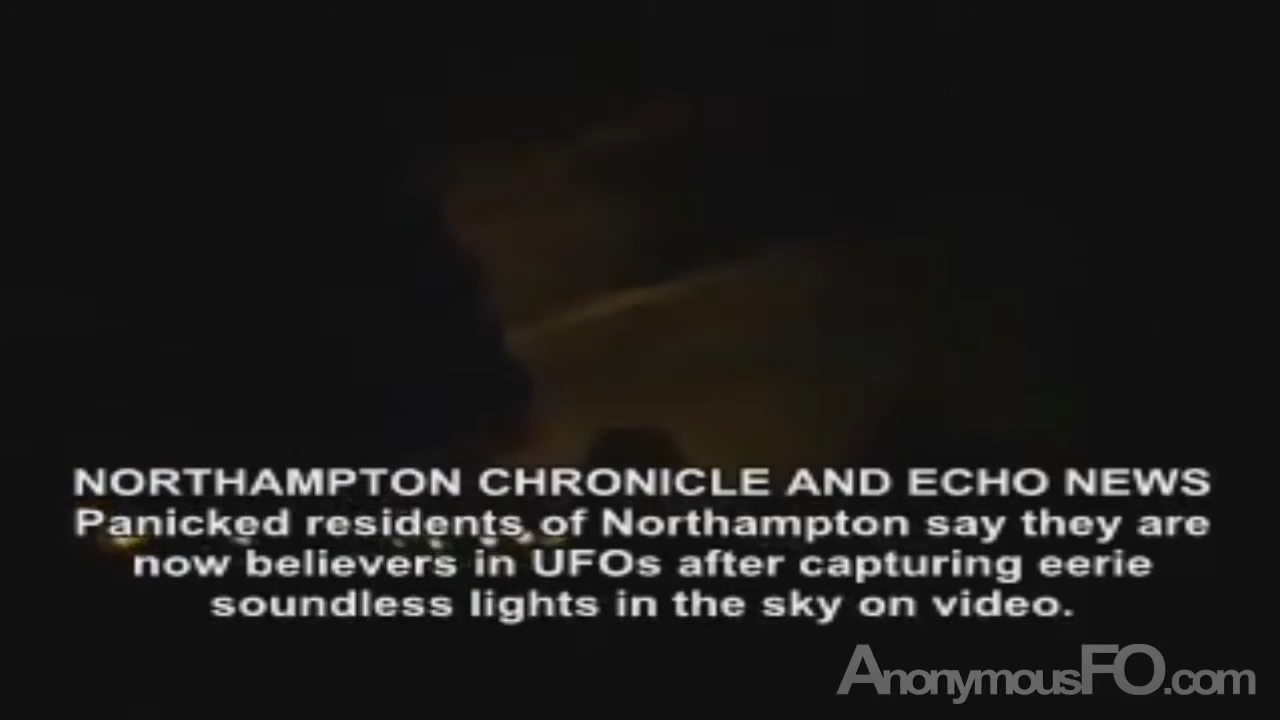 NORTHAMPTON CHRONICLE AND ECHO NEWS
Panicked residents of Northampton say they are
now believers in UFOs after capturing eerie
soundless lights in the sky on video.
AnonymousFO.com